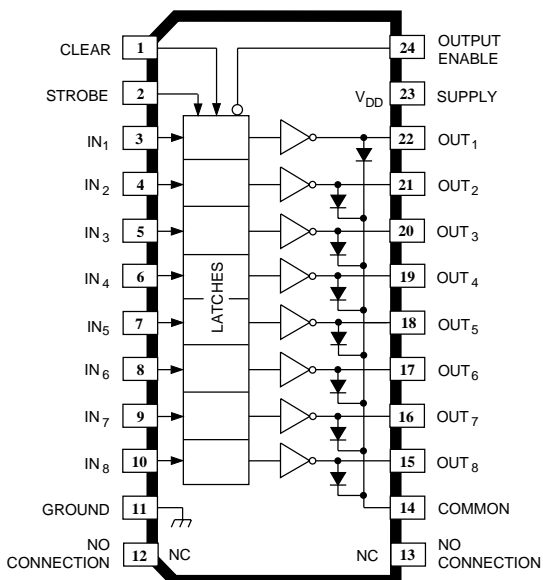 CLEAR 1 24 OUTPUT ENABLE
STROBE 2 VDD 23 SUPPLY
IN1 3 22 OUT1
IN2 4 21 OUT2
IN3 5 20 OUT3
IN4 6 19 OUT4
LATCHES
IN5 7 18 OUT5
IN6 8 17 OUT6
IN7 9 16 OUT7
IN8 10 15 OUT8
GROUND 11 14 COMMON
NO CONNECTION 12 NC NC 13 NO CONNECTION